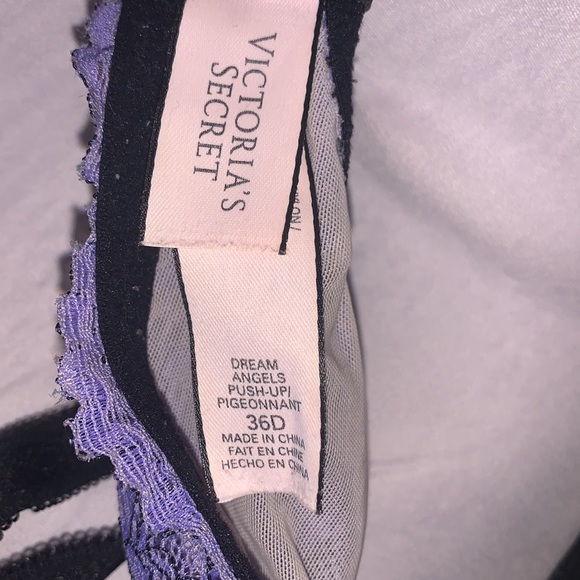 VICTORIA'S
SECRET
DREAM
ANGELS
PUSH-UP/
PIGEONNANT
36D
MADE IN CHINA
FAIT EN CHINE
HECHO EN CHINA